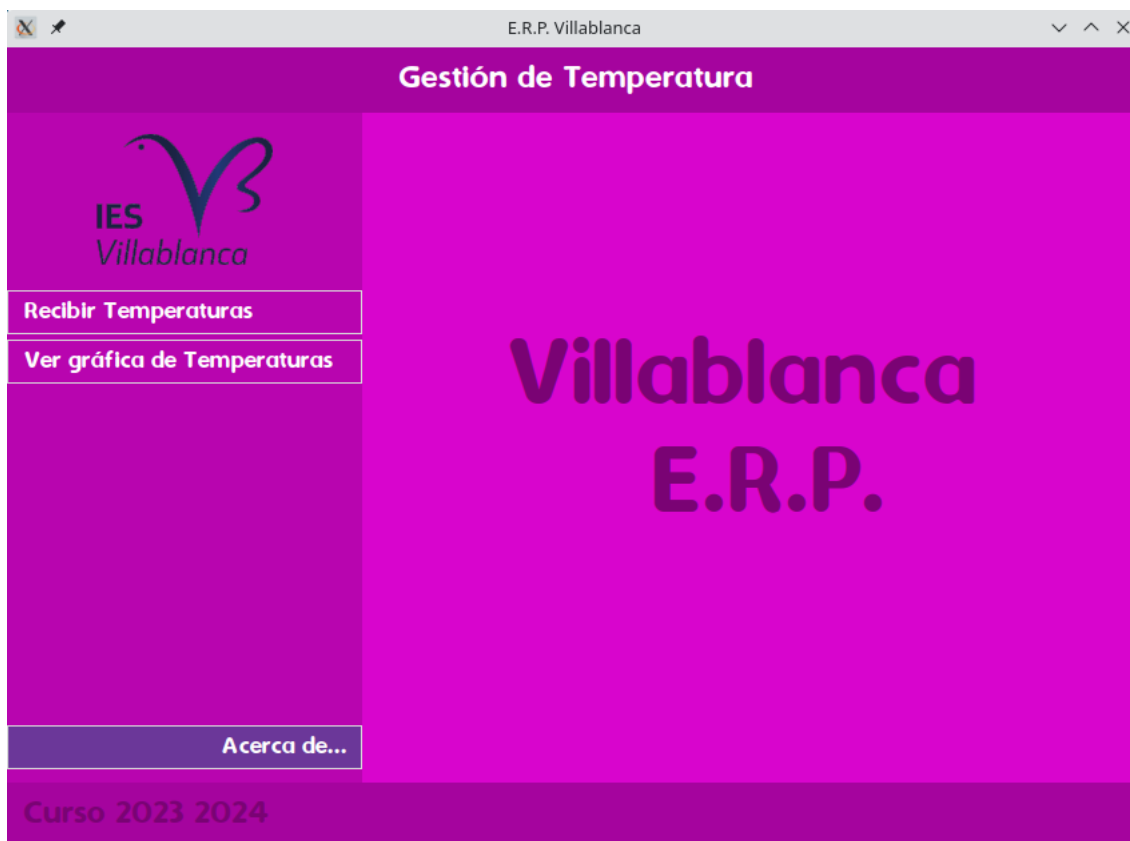 E.R.P. Villablanca
Gestión de Temperatura
IES
Villablanca
Recibir Temperaturas
Ver gráfica de Temperaturas
Villablanca
E.R.P.
Acerca de...
Curso 2023 2024